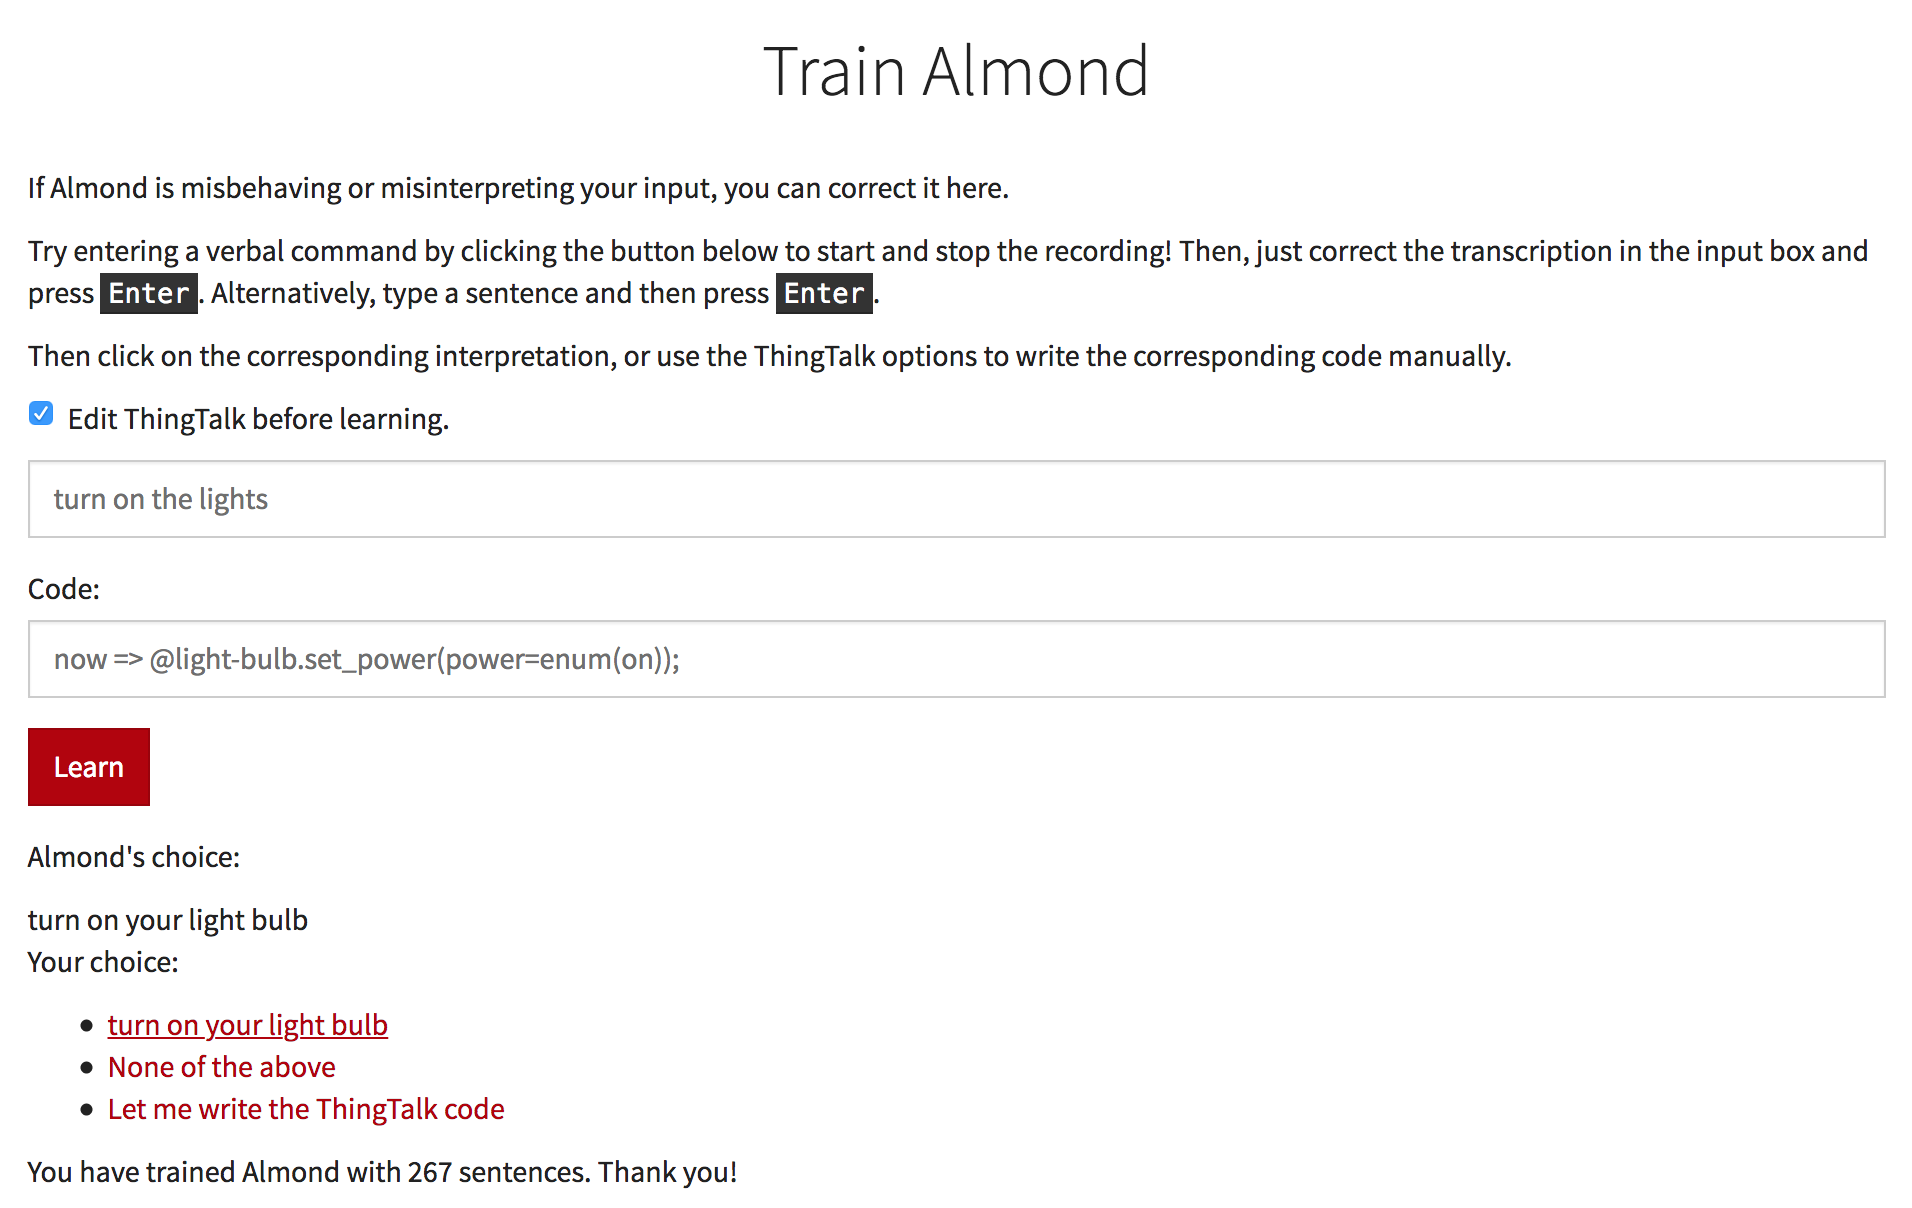 Train Almond
If Almond is misbehaving or misinterpreting your input, you can correct it here.
Try entering a verbal command by clicking the button below to start and stop the recording! Then, just correct the transcription in the input box and
press Enter. Alternatively, type a sentence and then press Enter.
Then click on the corresponding interpretation, or use the ThingTalk options to write the corresponding code manually.
Edit ThingTalk before learning.
turn on the lights
Code:
now => @light-bulb.set_power(power=enum(on));
Learn
Almond's choice:
turn on your light bulb
Your choice:
• turn on your light bulb
• None of the above
• Let me write the ThingTalk code
You have trained Almond with 267 sentences. Thank you!